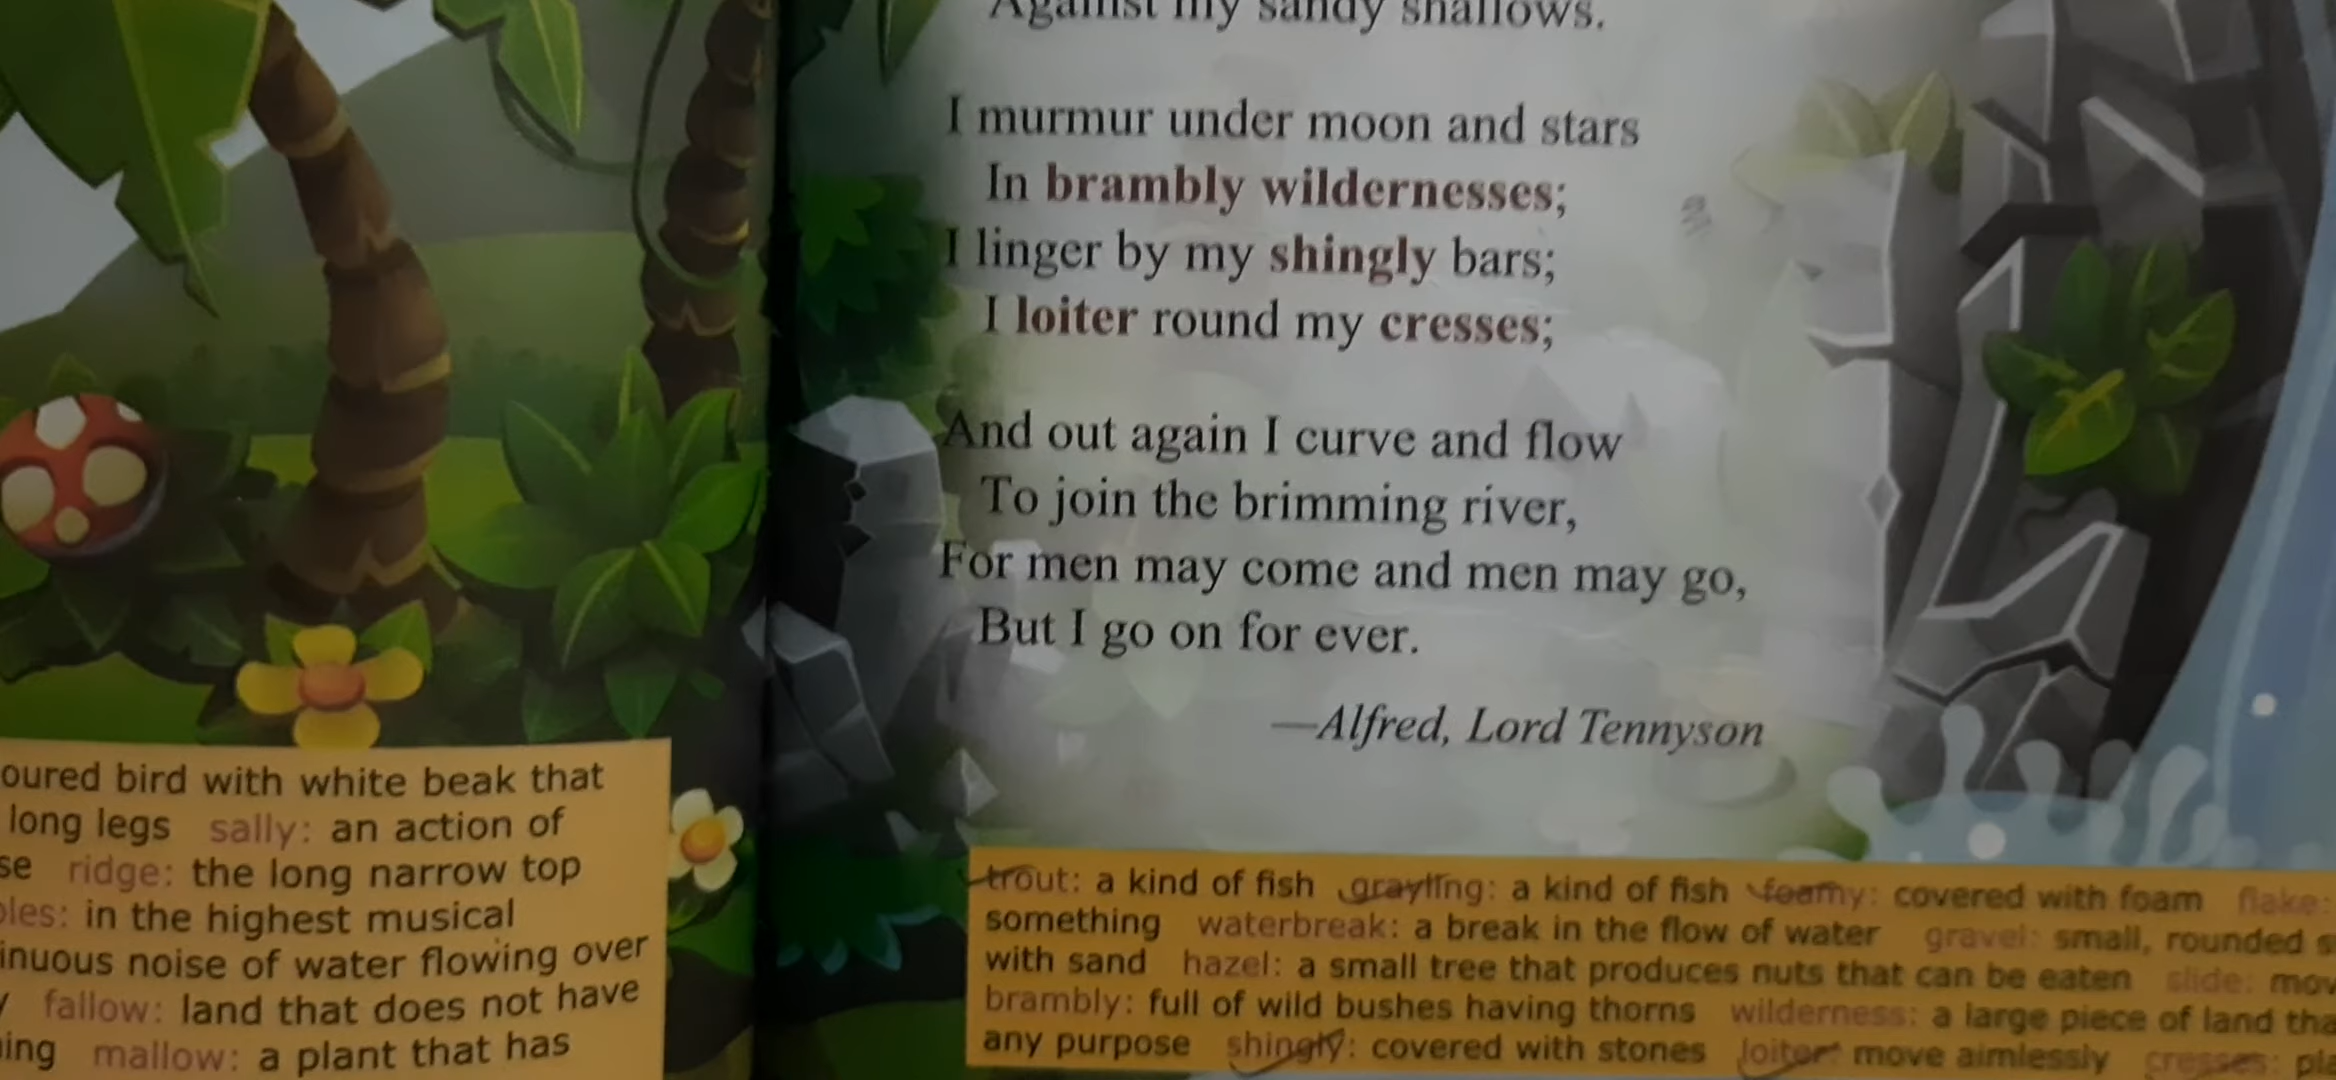 Against my sandy shallows.
I murmur under moon and stars
In brambly wildernesses;
I linger by my shingly bars;
I loiter round my cresses;
And out again I curve and flow
To join the brimming river,
For men may come and men may go,
But I go on for ever.
—Alfred, Lord Tennyson
oured bird with white beak that
long legs sally: an action of
se ridge: the long narrow top
les: in the highest musical
inuous noise of water flowing over
y fallow: land that does not have
ing mallow: a plant that has
trout: a kind of fish grayling: a kind of fish foamy: covered with foam flake:
something waterbreak: a break in the flow of water gravel: small, rounded s
with sand hazel: a small tree that produces nuts that can be eaten slide: mov
brambly: full of wild bushes having thorns wilderness: a large piece of land tha
any purpose shingly: covered with stones loiter: move aimlessly cresses: pla